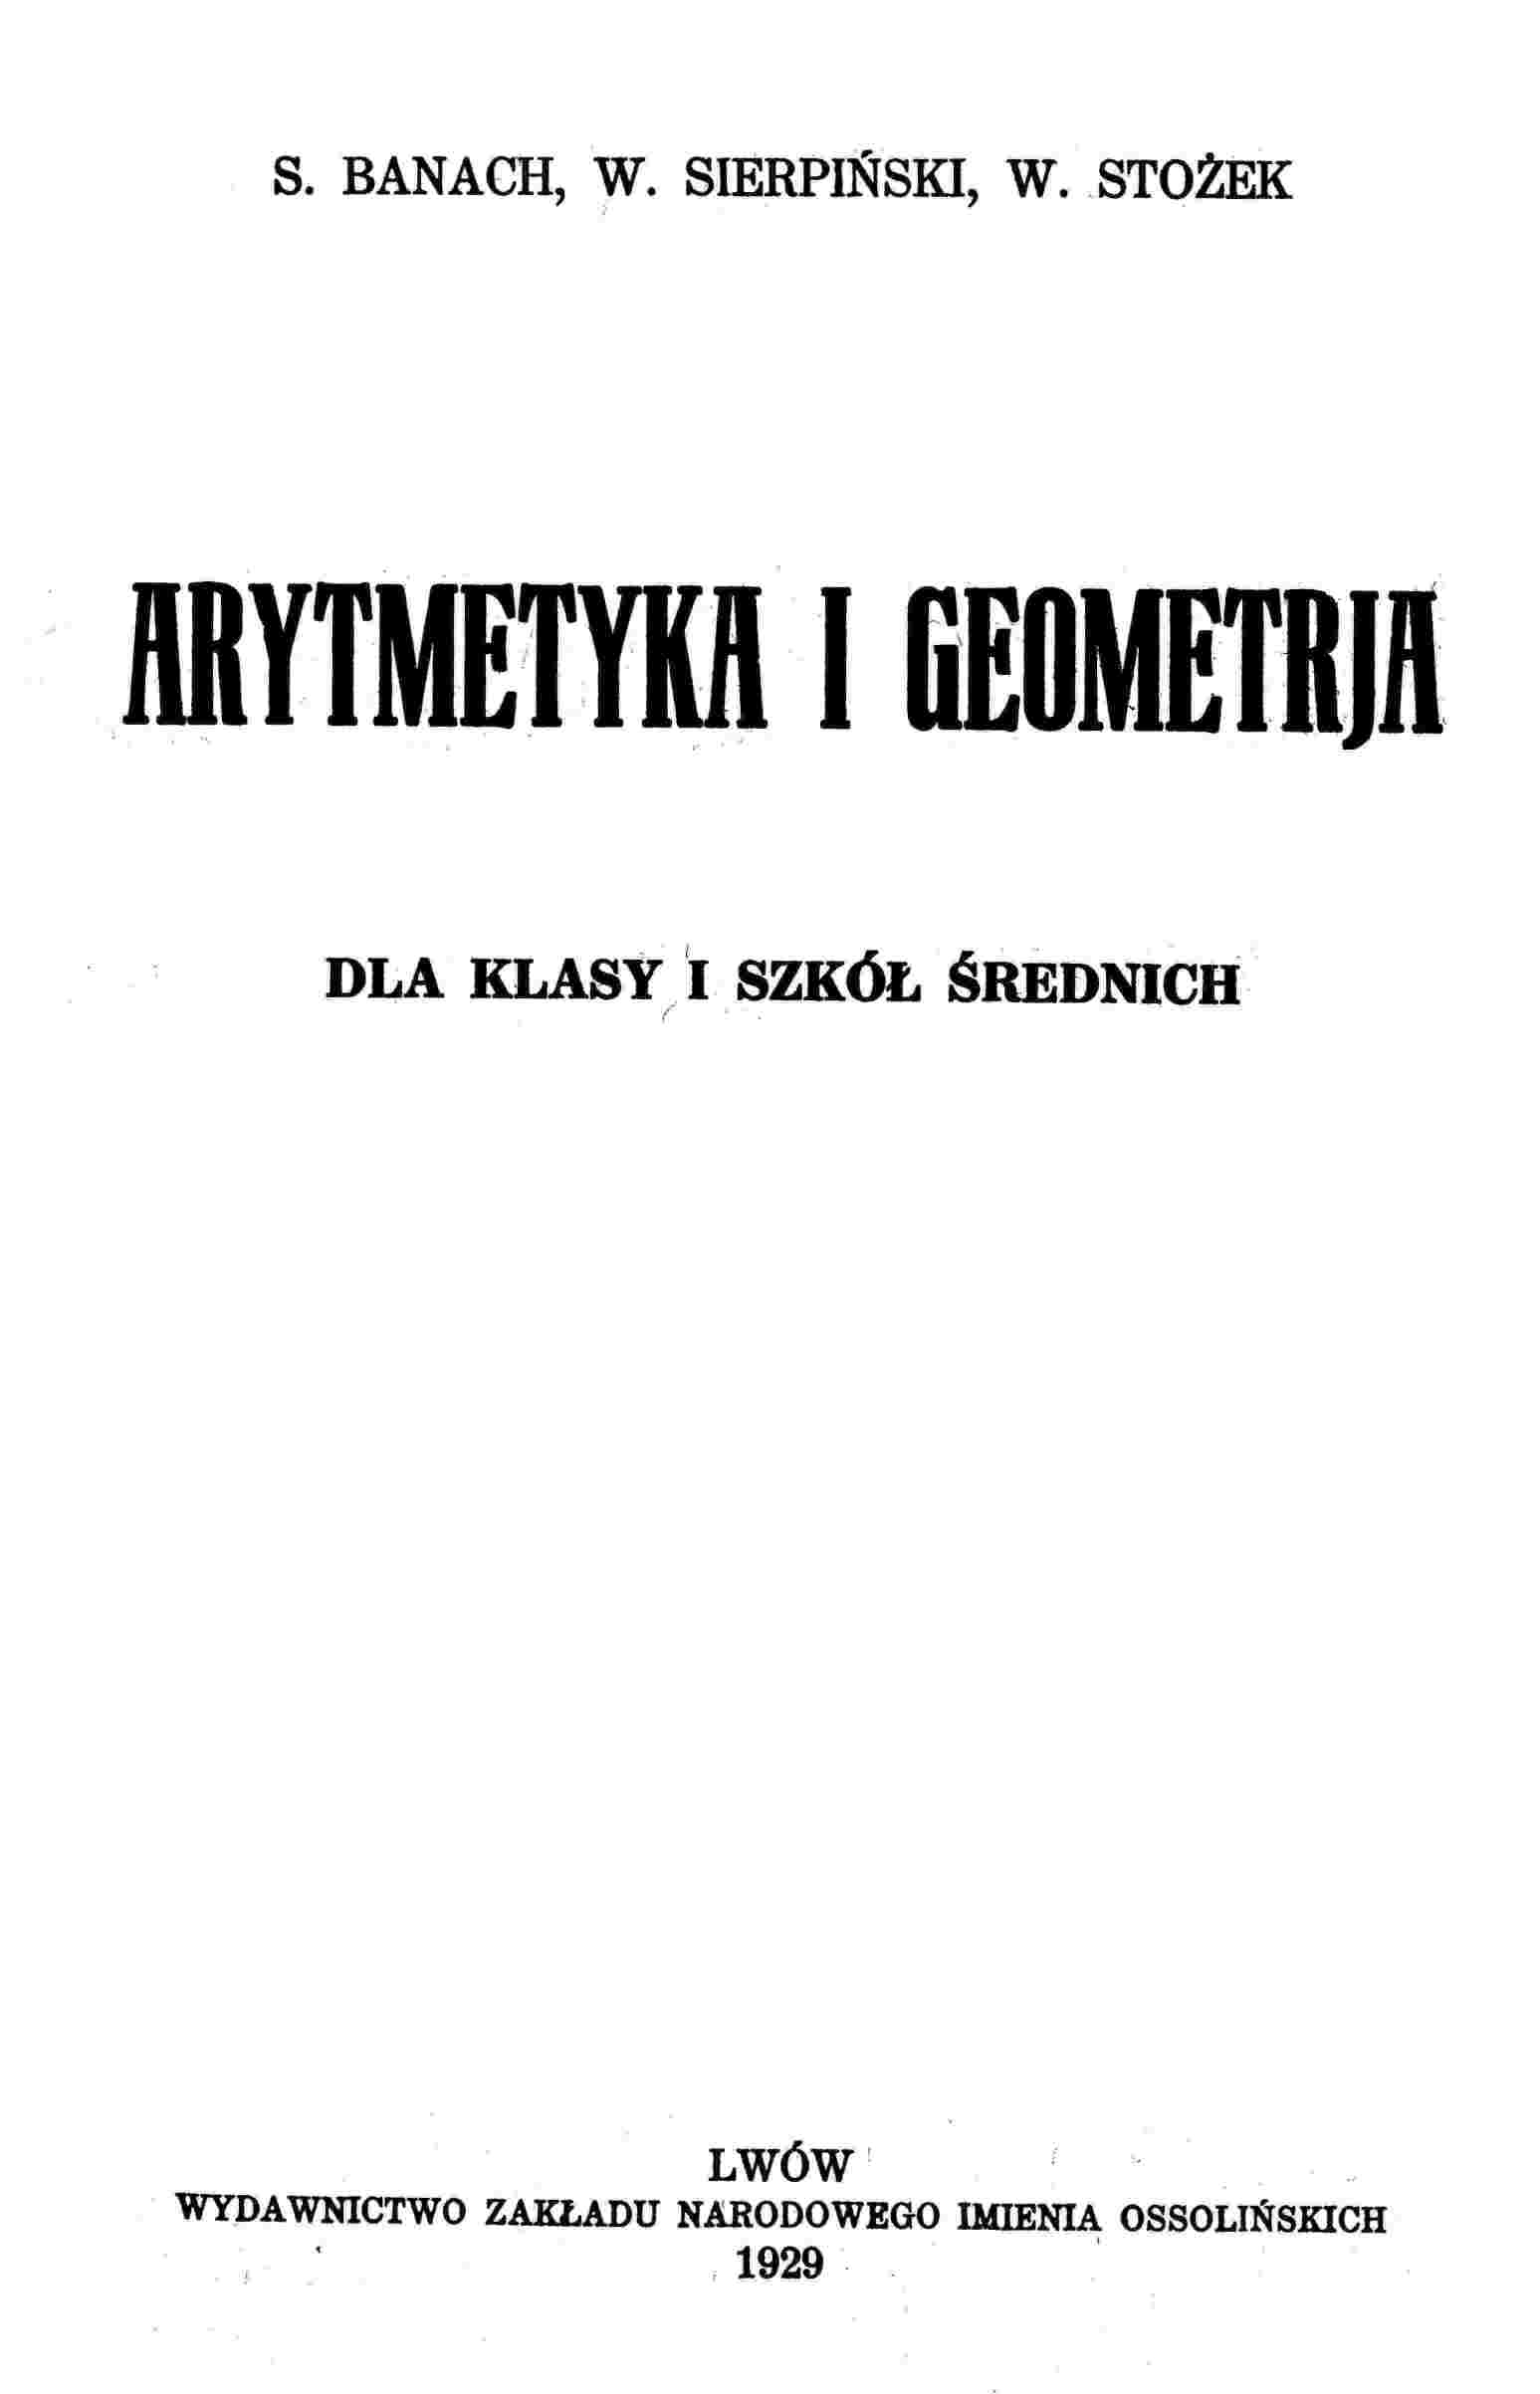 S. BANACH, W. SIERPIŃSKI, W. STOŻEK
ARYTMETYKA I GEOMETRJA
DLA KLASY I SZKÓŁ ŚREDNICH
LWÓW
WYDAWNICTWO ZAKŁADU NARODOWEGO IMIENIA OSSOLIŃSKICH
1929